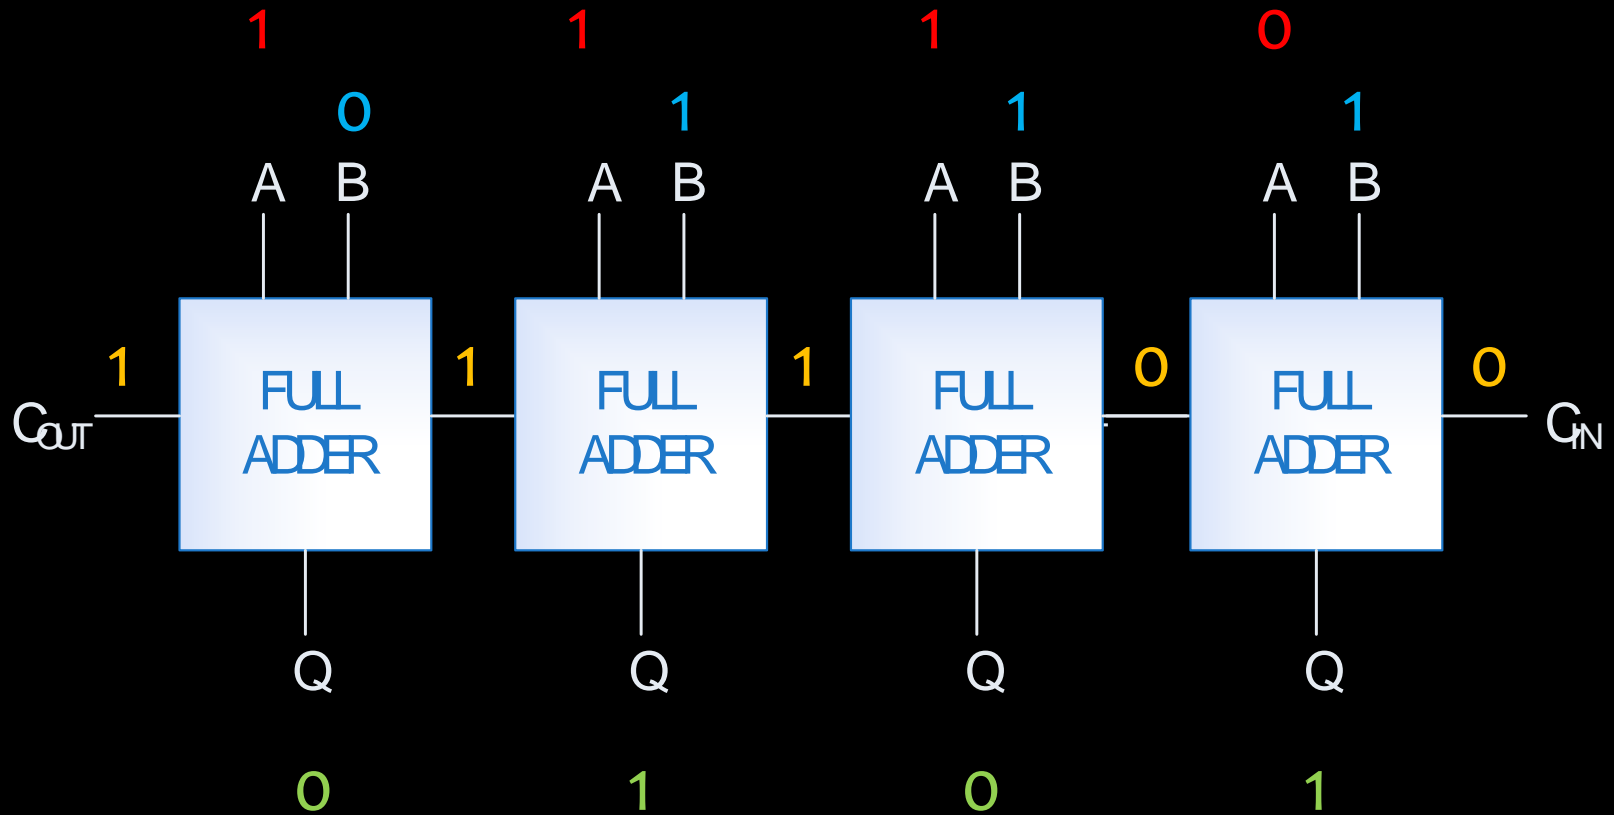 1 1 1 0
0 1 1 1
A B A B A B A B
1 1 1 0 0
FULL ADDER FULL ADDER FULL ADDER FULL ADDER
COUT CIN
Q Q Q Q
0 1 0 1